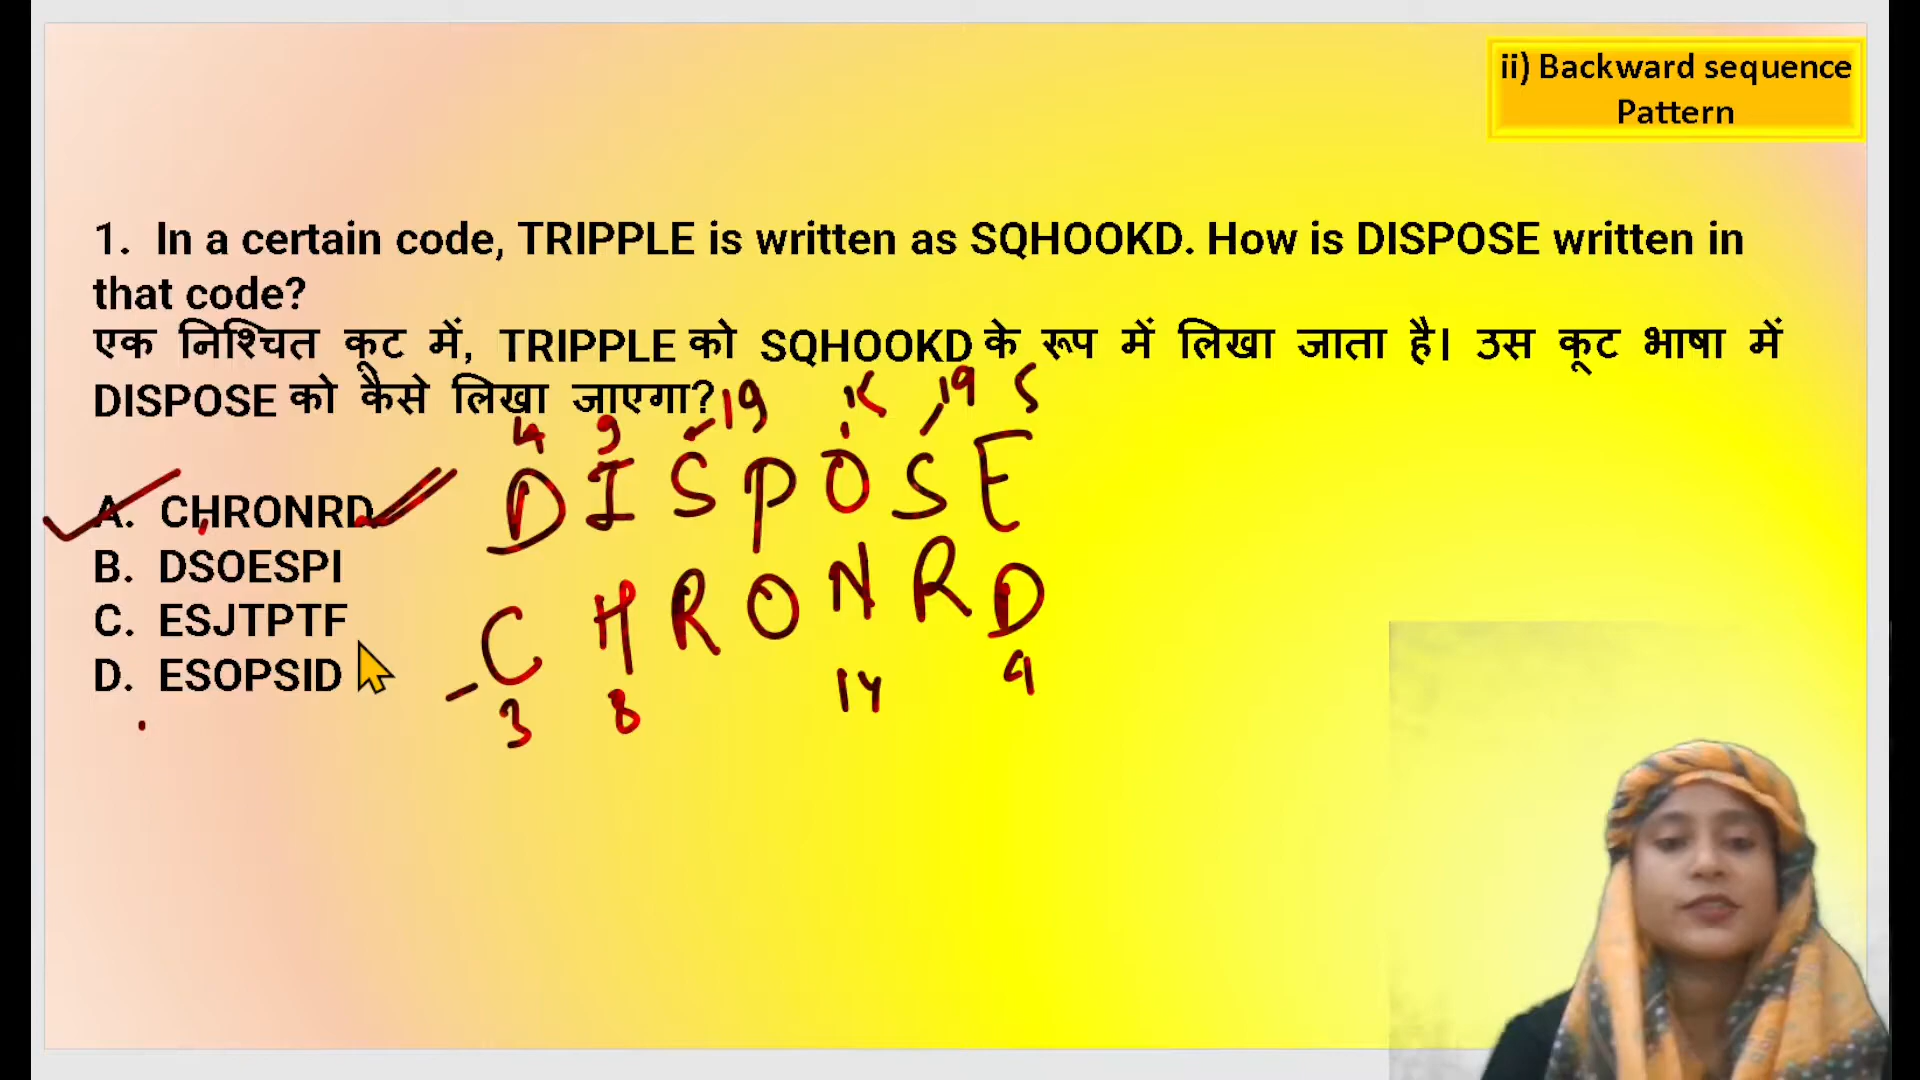 ii) Backward sequence
Pattern
1. In a certain code, TRIPPLE is written as SQHOOKD. How is DISPOSE written in
that code?
एक निश्चित कूट में, TRIPPLE को SQHOOKD के रूप में लिखा जाता है। उस कूट भाषा में
DISPOSE को कैसे लिखा जाएगा?
4 9 19 15 19 5
D I S P O S E
A. CHRONRD
B. DSOESPI
C. ESJTPTF
D. ESOPSID
C H R O N R D
3 8 14 4